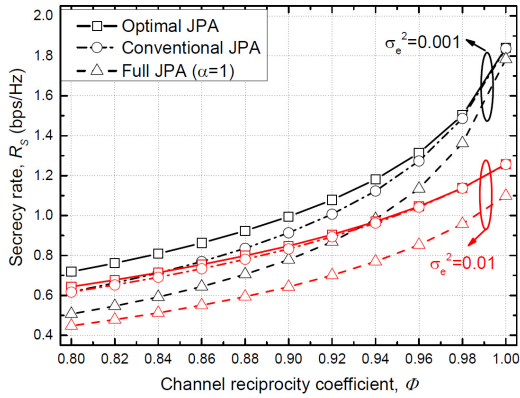 Optimal JPA
Conventional JPA
Full JPA (α=1)
σe²=0.001
σe²=0.01
2.0
1.8
1.6
1.4
1.2
1.0
0.8
0.6
0.4
Secrecy rate, RS (bps/Hz)
0.80 0.82 0.84 0.86 0.88 0.90 0.92 0.94 0.96 0.98 1.00
Channel reciprocity coefficient, Φ